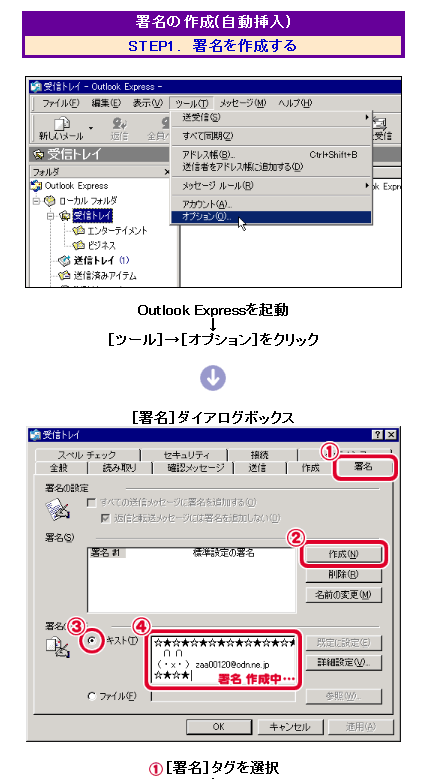 署名の作成(自動挿入)
STEP1. 署名を作成する
受信トレイ - Outlook Express -
ファイル(F) 編集(E) 表示(V) ツール(T) メッセージ(M) ヘルプ(H)
新しいメール 返信 全員 受信
送受信(S)
すべて同期(Z)
アドレス帳(B)... Ctrl+Shift+B
送信者をアドレス帳に追加する(D)
メッセージ ルール(R)
アカウント(A)...
オプション(O)...
受信トレイ
フォルダ ×
Outlook Express
ローカル フォルダ
受信トレイ
エンターテイメント
ビジネス
送信トレイ (1)
送信済みアイテム
ok Expr
Outlook Expressを起動
↓
[ツール]→[オプション]をクリック
[署名]ダイアログボックス
受信トレイ
スペル チェック セキュリティ 接続
①
全般 読み取り 確認メッセージ 送信 作成 署名
署名の設定
すべての送信メッセージに署名を追加する(O)
返信と転送メッセージには署名を追加しない(D)
署名(S)
②
署名 #1 標準設定の署名
作成(N)
削除(R)
名前の変更(M)
署名
③ ④
キスト(T)
☆★☆★☆★☆★☆★☆★☆★☆
∩ ∩
(・x・) zaa00120@odn.ne.jp
☆★☆★
署名 作成中…
既定に設定(E)
詳細設定(V)...
ファイル(F) 参照(W)...
OK キャンセル 適用(A)
①[署名]タグを選択